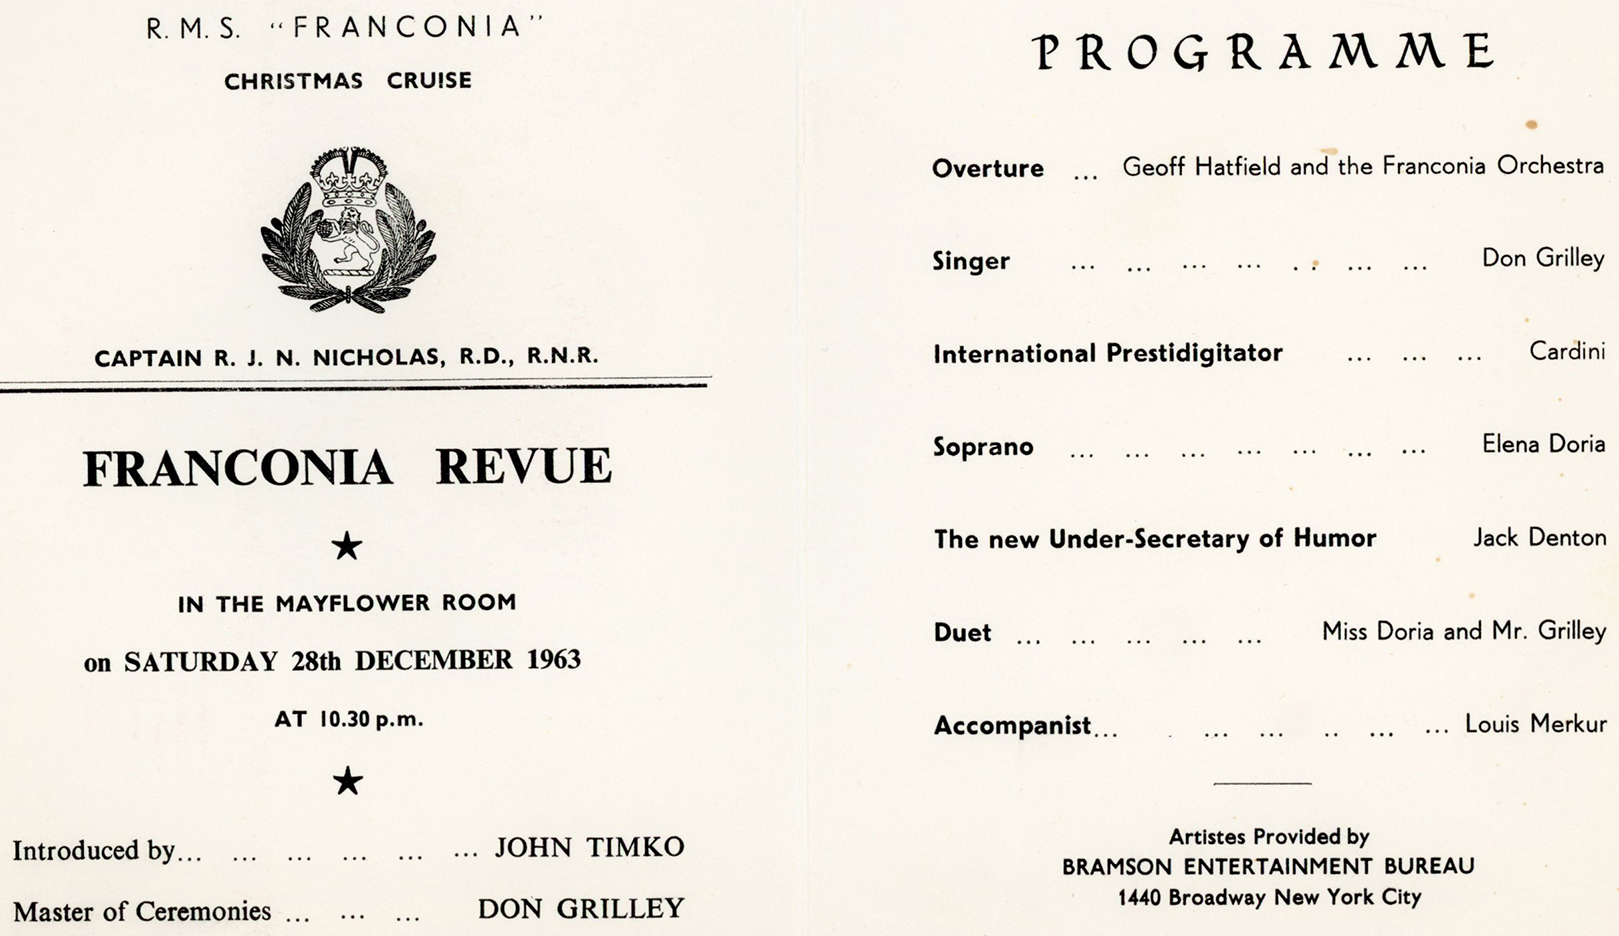 R. M. S. "FRANCONIA"
CHRISTMAS CRUISE
CAPTAIN R. J. N. NICHOLAS, R.D., R.N.R.
FRANCONIA REVUE
★
IN THE MAYFLOWER ROOM
on SATURDAY 28th DECEMBER 1963
AT 10.30 p.m.
★
Introduced by... ... ... ... ... ... JOHN TIMKO
Master of Ceremonies ... ... ... DON GRILLEY
PROGRAMME
Overture ... Geoff Hatfield and the Franconia Orchestra
Singer ... ... ... ... . . ... ... Don Grilley
International Prestidigitator ... ... ... Cardini
Soprano ... ... ... ... ... ... ... Elena Doria
The new Under-Secretary of Humor Jack Denton
Duet ... ... ... ... ... Miss Doria and Mr. Grilley
Accompanist... . ... ... .. ... ... Louis Merkur
Artistes Provided by
BRAMSON ENTERTAINMENT BUREAU
1440 Broadway New York City